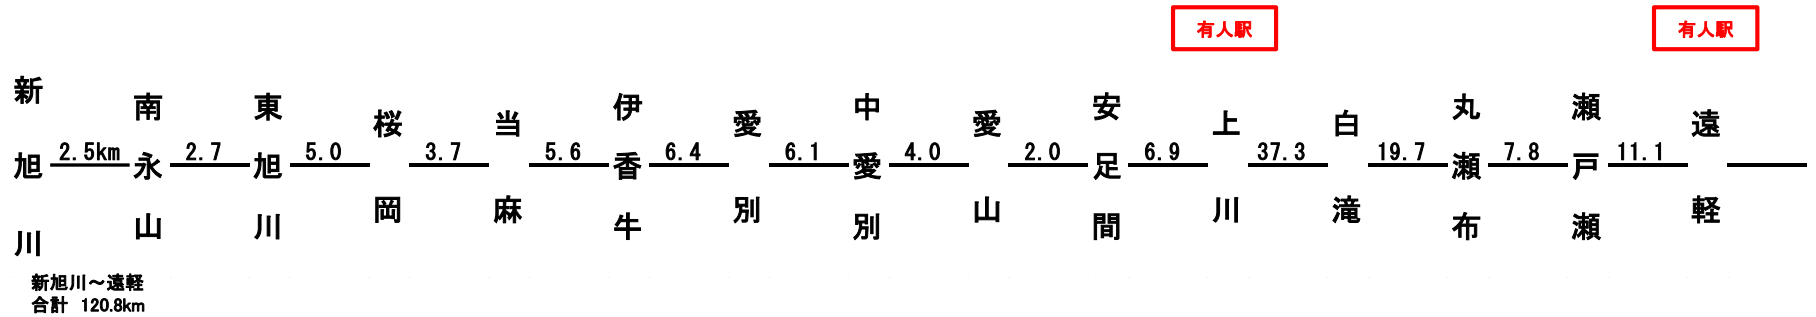 有人駅
有人駅
新旭川
2.5km
南永山
2.7
東旭川
5.0
桜岡
3.7
当麻
5.6
伊香牛
6.4
愛別
6.1
中愛別
4.0
愛山
2.0
安足間
6.9
上川
37.3
白滝
19.7
丸瀬布
7.8
瀬戸瀬
11.1
遠軽
新旭川～遠軽
合計 120.8km